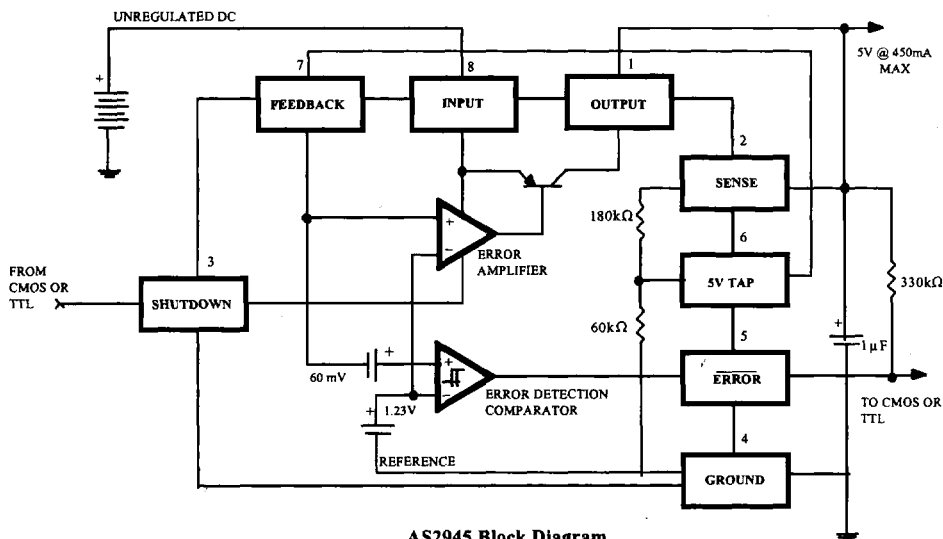 UNREGULATED DC
7
8
1
5V @ 450mA
MAX
+
FEEDBACK
INPUT
OUTPUT
2
SENSE
180kΩ
+
−
ERROR
AMPLIFIER
6
3
FROM
CMOS OR
TTL
SHUTDOWN
5V TAP
330kΩ
60kΩ
5
+
1µF
60 mV
+
+
−
ERROR
ERROR DETECTION
COMPARATOR
TO CMOS OR
TTL
+
1.23V
4
REFERENCE
GROUND
AS2945 Block Diagram